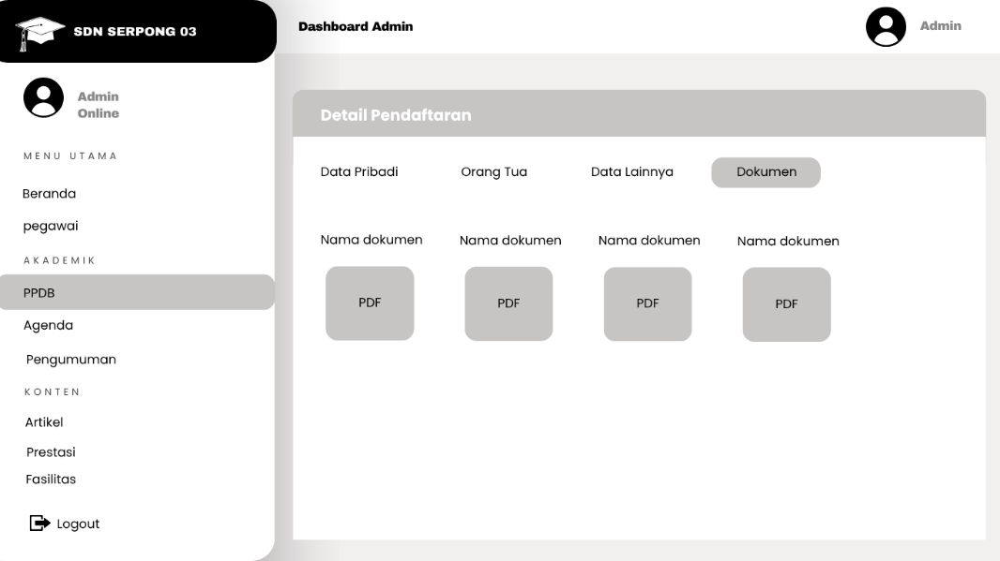 SDN SERPONG 03
Dashboard Admin
Admin
Admin
Online
MENU UTAMA
Beranda
pegawai
AKADEMIK
PPDB
Agenda
Pengumuman
KONTEN
Artikel
Prestasi
Fasilitas
Logout
Detail Pendaftaran
Data Pribadi
Orang Tua
Data Lainnya
Dokumen
Nama dokumen
Nama dokumen
Nama dokumen
Nama dokumen
PDF
PDF
PDF
PDF